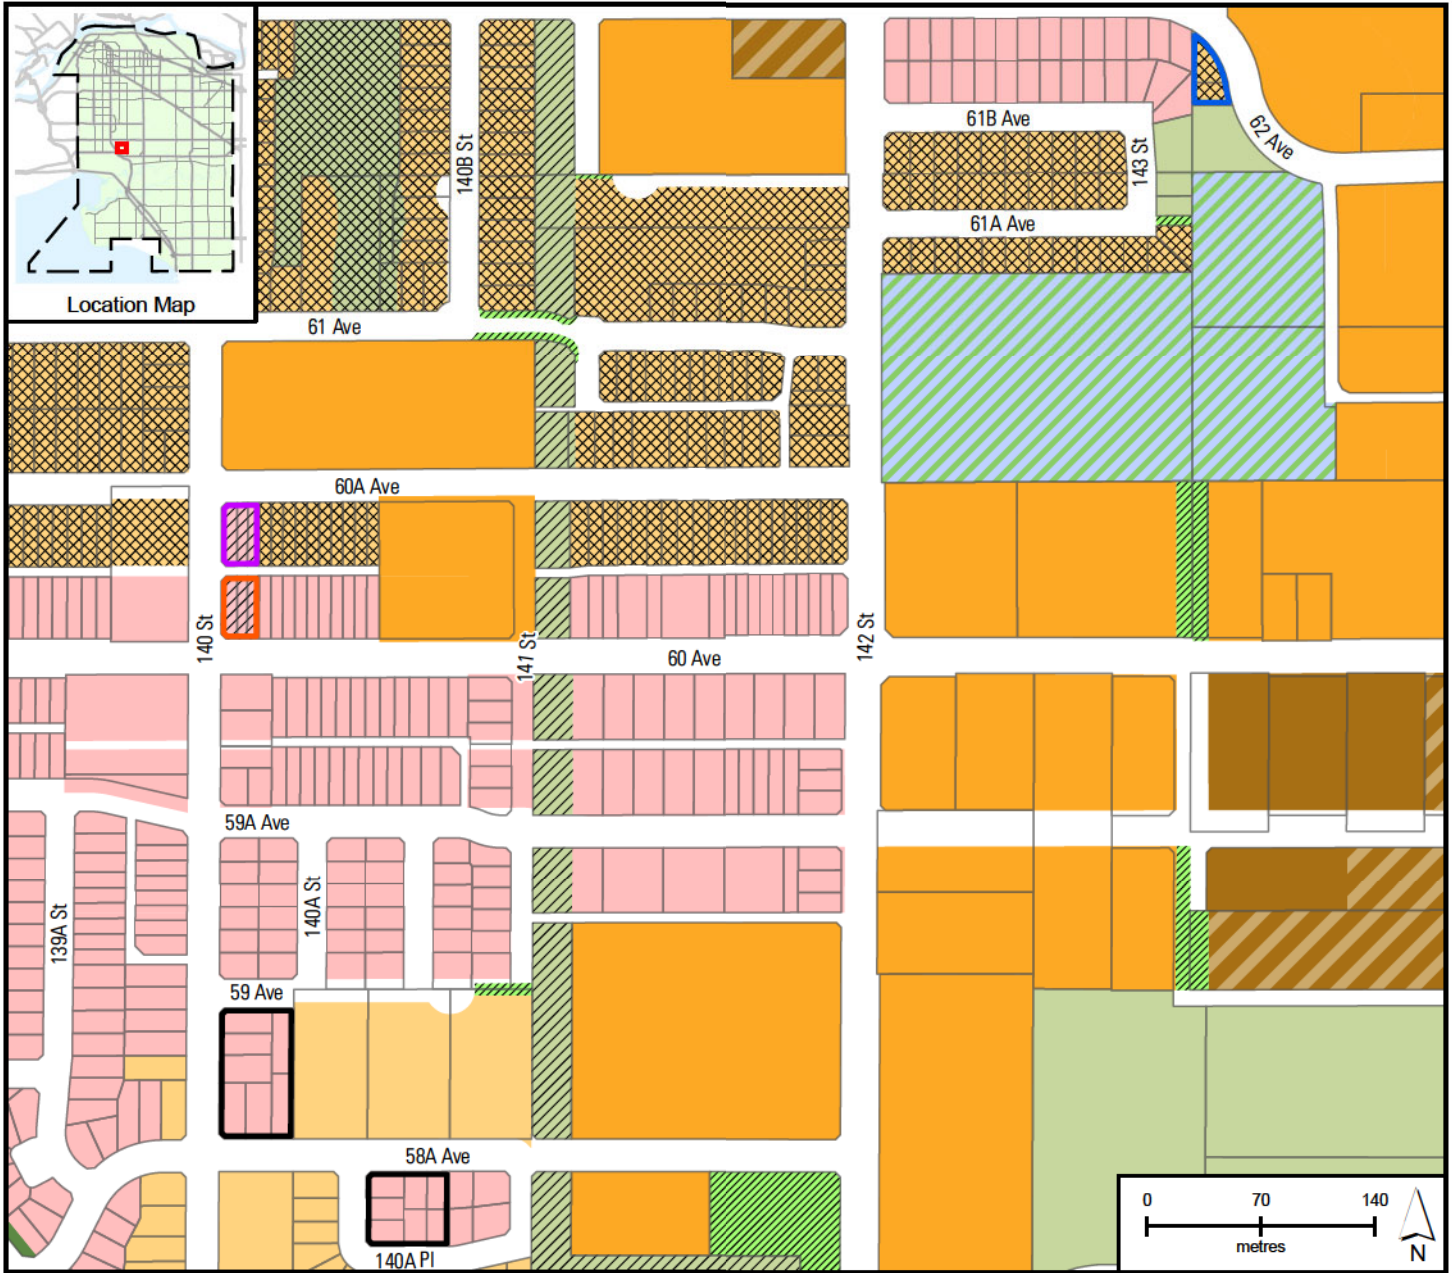 Location Map
140B St
61B Ave
143 St
62 Ave
61A Ave
61 Ave
60A Ave
140 St
141 St
60 Ave
142 St
59A Ave
140A St
139A St
59 Ave
58A Ave
140A Pl
0 70 140
metres
N